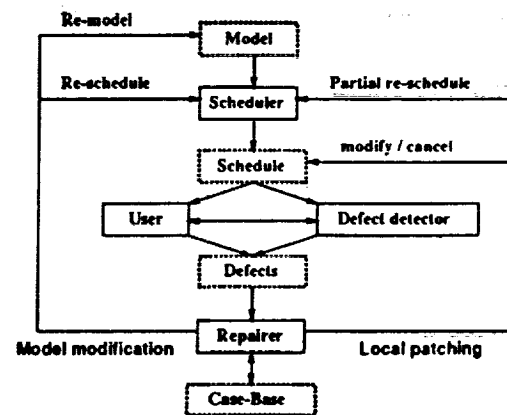 Re-model
Model
Re-schedule
Partial re-schedule
Scheduler
modify / cancel
Schedule
User
Defect detector
Defects
Repairer
Model modification
Local patching
Case-Base